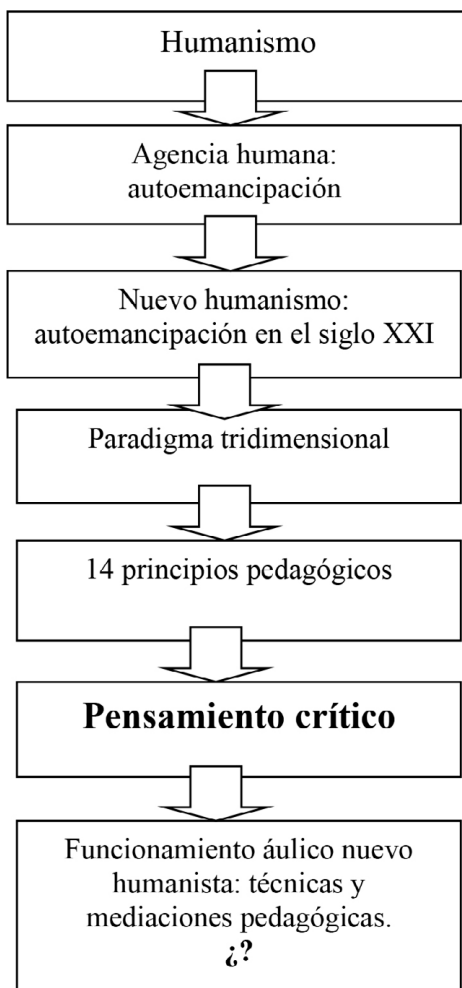 Humanismo
Agencia humana:
autoemancipación
Nuevo humanismo:
autoemancipación en el siglo XXI
Paradigma tridimensional
14 principios pedagógicos
Pensamiento crítico
Funcionamiento áulico nuevo
humanista: técnicas y
mediaciones pedagógicas.
¿?